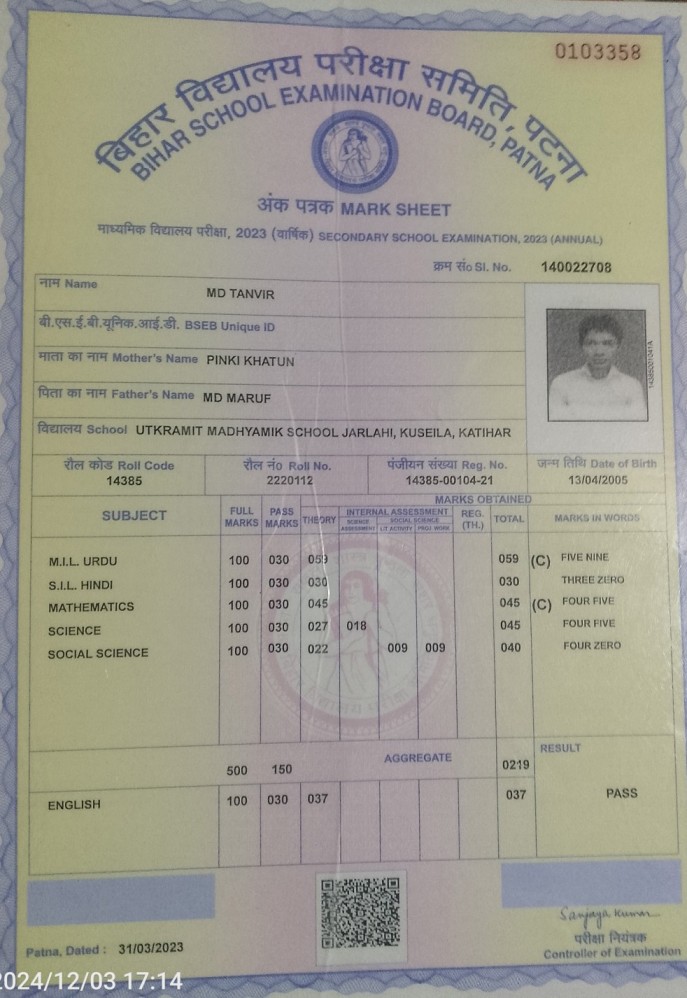 0103358
बिहार विद्यालय परीक्षा समिति, पटना
BIHAR SCHOOL EXAMINATION BOARD, PATNA
अंक पत्रक MARK SHEET
माध्यमिक विद्यालय परीक्षा, 2023 (वार्षिक) SECONDARY SCHOOL EXAMINATION, 2023 (ANNUAL)
क्रम सं० Sl. No. 140022708
नाम Name MD TANVIR
बी.एस.ई.बी.यूनिक.आई.डी. BSEB Unique ID
माता का नाम Mother's Name PINKI KHATUN
पिता का नाम Father's Name MD MARUF
विद्यालय School UTKRAMIT MADHYAMIK SCHOOL JARLAHI, KUSEILA, KATIHAR
रौल कोड Roll Code रौल नं० Roll No. पंजीयन संख्या Reg. No. जन्म तिथि Date of Birth
14385 2220112 14385-00104-21 13/04/2005
MARKS OBTAINED
SUBJECT FULL MARKS PASS MARKS THEORY INTERNAL ASSESSMENT REG. (TH.) TOTAL MARKS IN WORDS
SCIENCE SOCIAL SCIENCE
ASSESSMENT LIT ACTIVITY PROJ. WORK
M.I.L. URDU 100 030 059 059 (C) FIVE NINE
S.I.L. HINDI 100 030 030 030 THREE ZERO
MATHEMATICS 100 030 045 045 (C) FOUR FIVE
SCIENCE 100 030 027 018 045 FOUR FIVE
SOCIAL SCIENCE 100 030 022 009 009 040 FOUR ZERO
500 150 AGGREGATE 0219 RESULT
ENGLISH 100 030 037 037 PASS
Sanjaya Kumar
परीक्षा नियंत्रक
Patna, Dated : 31/03/2023 Controller of Examination
2024/12/03 17:14